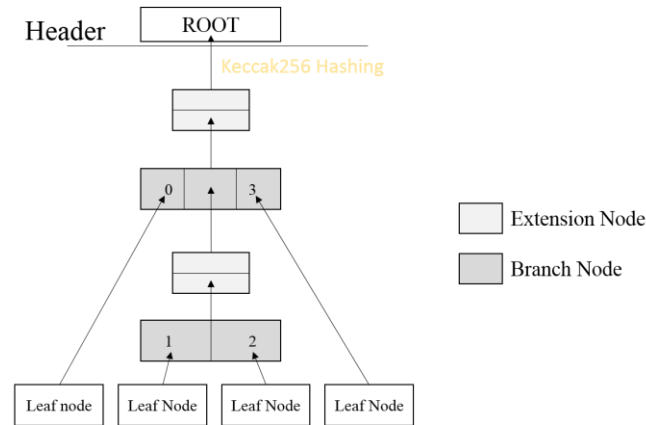 Header
ROOT
Keccak256 Hashing
0
3
Extension Node
Branch Node
1
2
Leaf node
Leaf Node
Leaf Node
Leaf Node